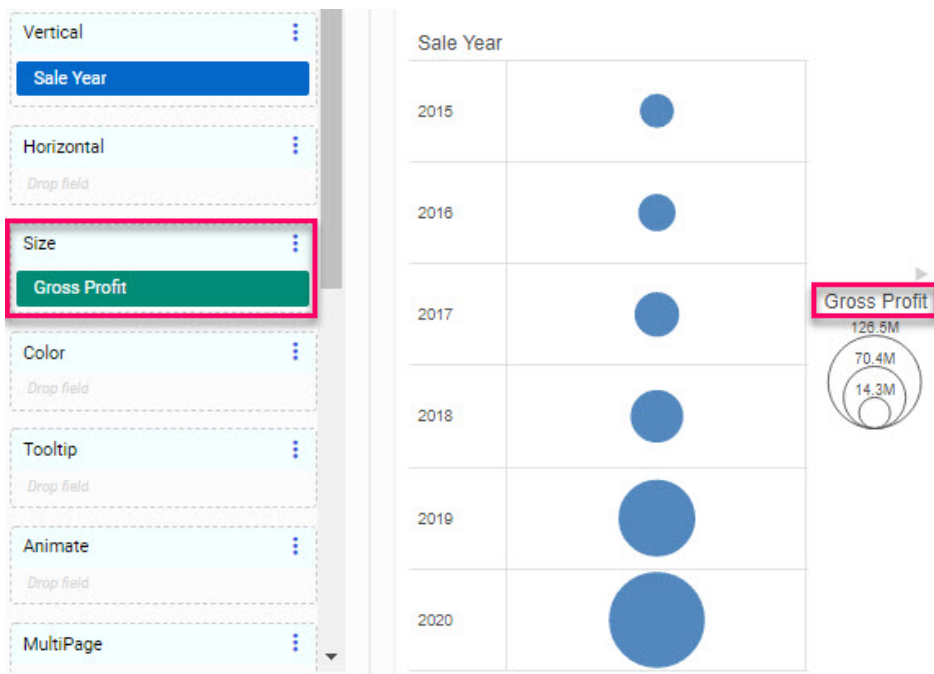 Vertical
Sale Year
Horizontal
Drop field
Size
Gross Profit
Color
Drop field
Tooltip
Drop field
Animate
Drop field
MultiPage
Sale Year
2015
2016
2017
2018
2019
2020
Gross Profit
126.5M
70.4M
14.3M